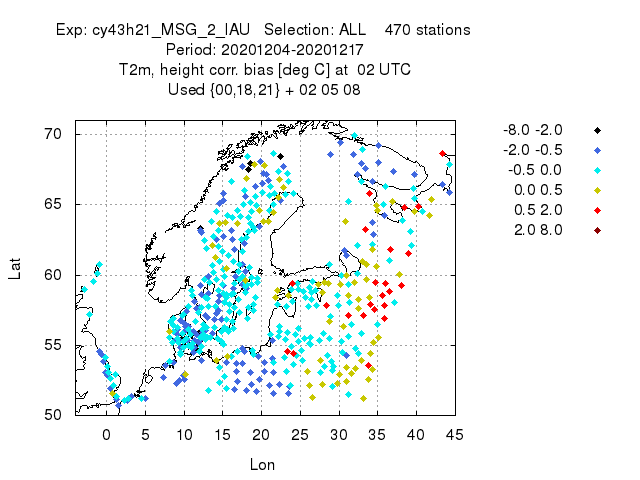 Exp: cy43h21_MSG_2_IAU Selection: ALL 470 stations
Period: 20201204-20201217
T2m, height corr. bias [deg C] at 02 UTC
Used {00,18,21} + 02 05 08
-8.0 -2.0
-2.0 -0.5
-0.5 0.0
0.0 0.5
0.5 2.0
2.0 8.0
70
65
60
55
50
Lat
0 5 10 15 20 25 30 35 40 45
Lon